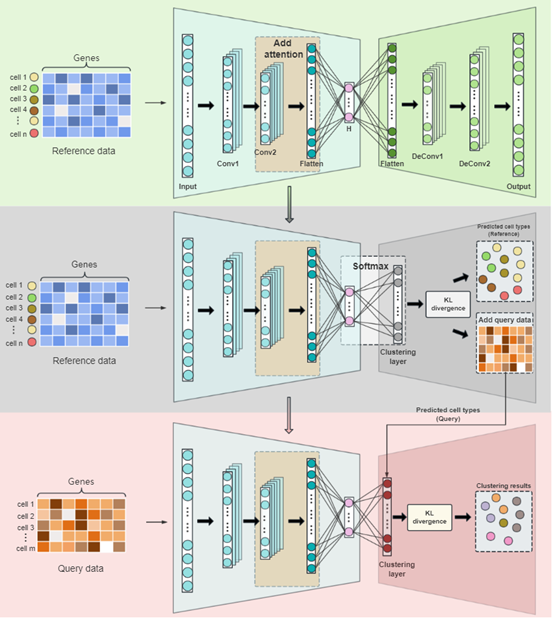 Genes
cell 1
cell 2
cell 3
cell 4
cell n
Reference data
Add
attention
Input
Conv1
Conv2
Flatten
H
Flatten
DeConv1
DeConv2
Output
Genes
cell 1
cell 2
cell 3
cell 4
cell n
Reference data
Softmax
Clustering
layer
KL
divergence
Predicted cell types
(Reference)
Add query data
Predicted cell types
(Query)
Genes
cell 1
cell 2
cell 3
cell m
Query data
Clustering
layer
KL
divergence
Clustering results